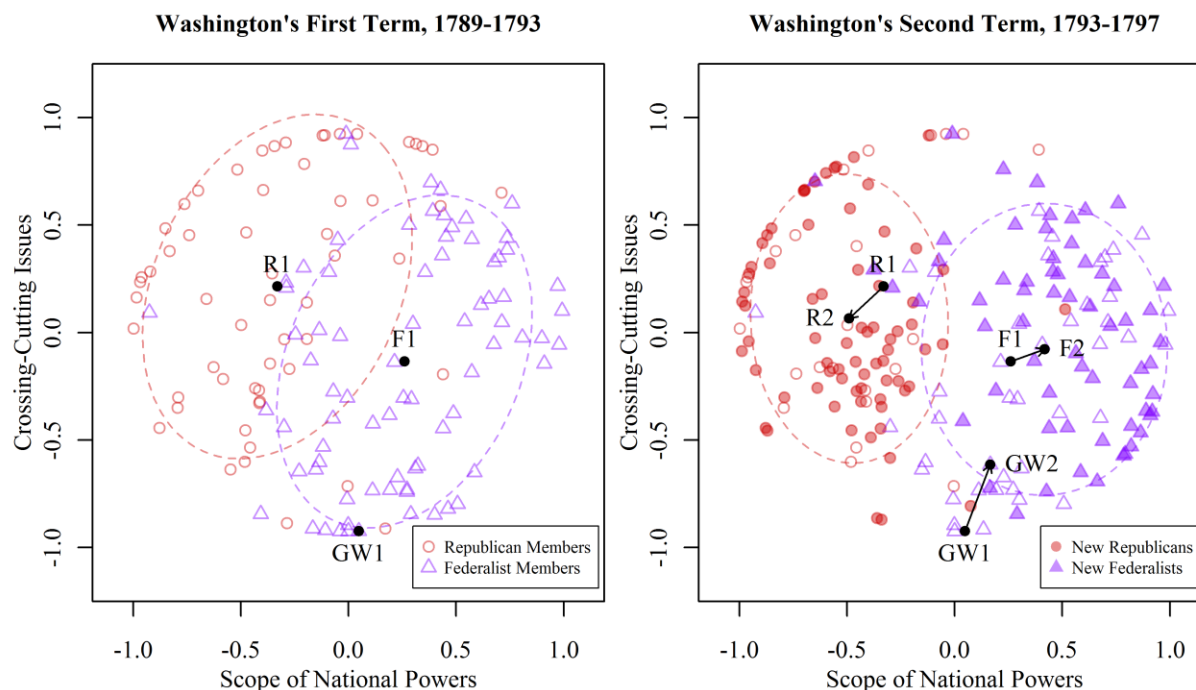 Washington's First Term, 1789-1793
Crossing-Cutting Issues
1.0
0.5
0.0
-0.5
-1.0
R1
F1
GW1
Republican Members
Federalist Members
-1.0 -0.5 0.0 0.5 1.0
Scope of National Powers
Washington's Second Term, 1793-1797
Crossing-Cutting Issues
1.0
0.5
0.0
-0.5
-1.0
R1
R2
F1
F2
GW2
GW1
New Republicans
New Federalists
-1.0 -0.5 0.0 0.5 1.0
Scope of National Powers